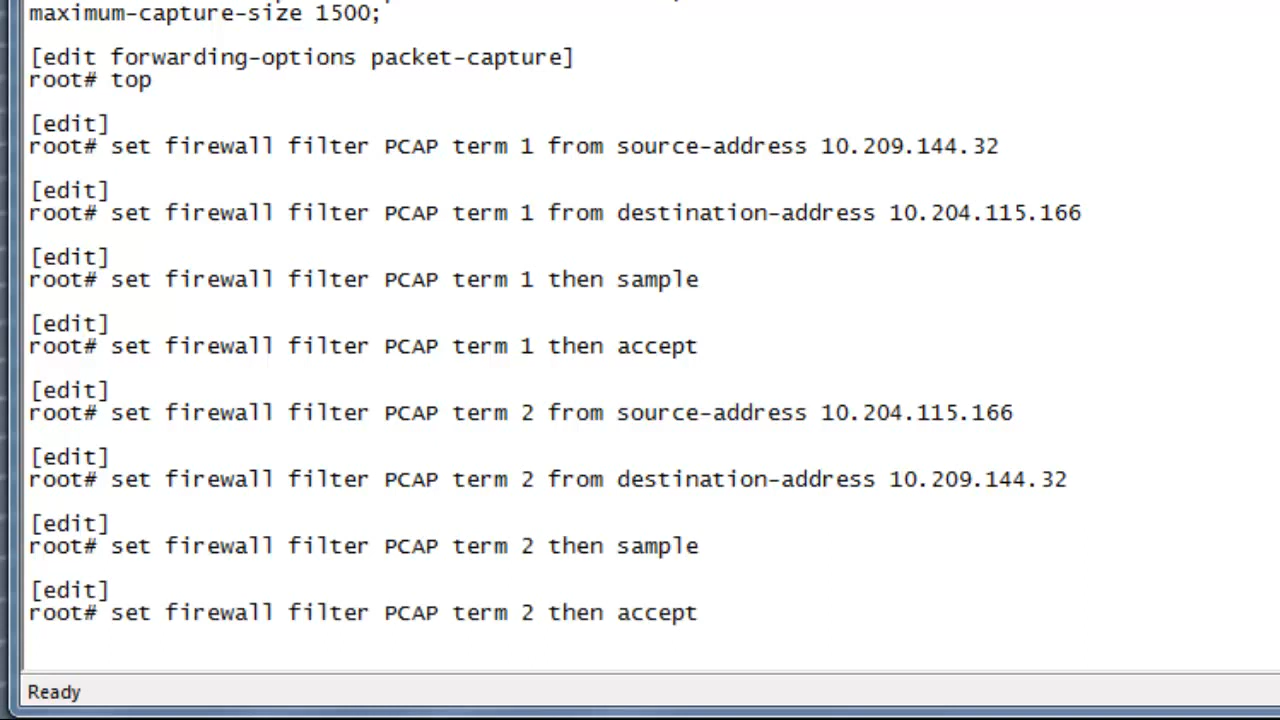 maximum-capture-size 1500;
[edit forwarding-options packet-capture]
root# top
[edit]
root# set firewall filter PCAP term 1 from source-address 10.209.144.32
[edit]
root# set firewall filter PCAP term 1 from destination-address 10.204.115.166
[edit]
root# set firewall filter PCAP term 1 then sample
[edit]
root# set firewall filter PCAP term 1 then accept
[edit]
root# set firewall filter PCAP term 2 from source-address 10.204.115.166
[edit]
root# set firewall filter PCAP term 2 from destination-address 10.209.144.32
[edit]
root# set firewall filter PCAP term 2 then sample
[edit]
root# set firewall filter PCAP term 2 then accept
Ready